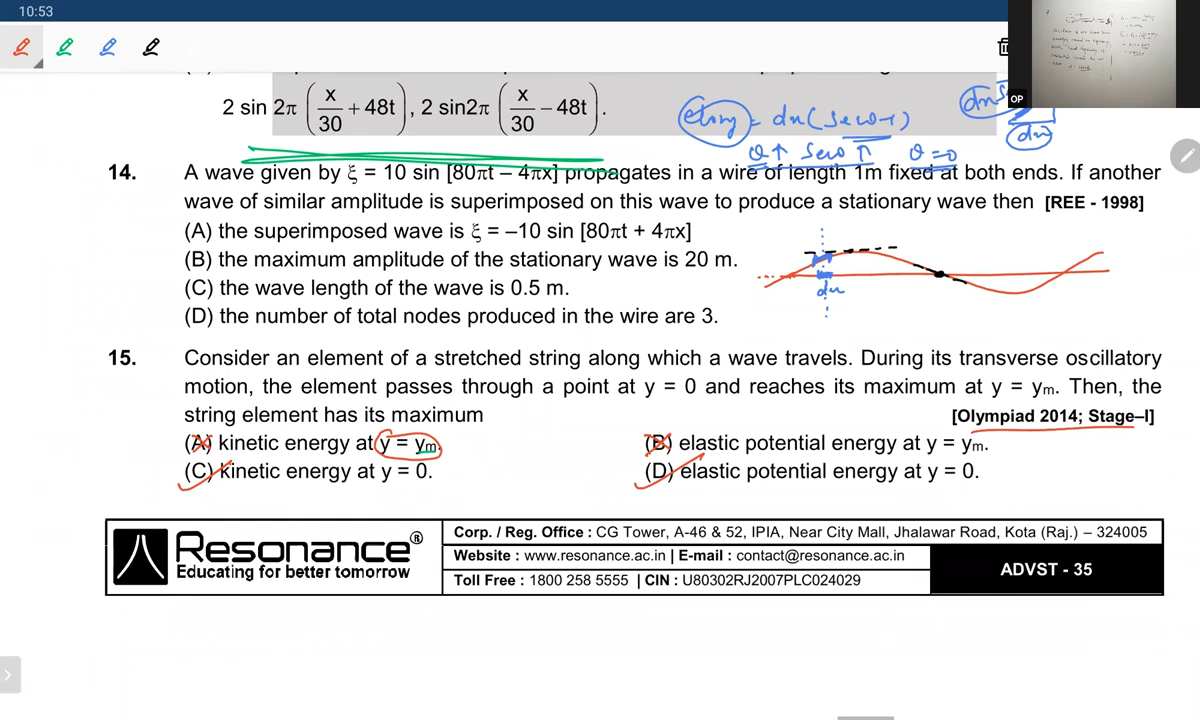 10:53
2 sin 2π (x/30 + 48t), 2 sin2π (x/30 − 48t).
= dx (secθ-1)
θ↑ secθ↑ θ=0
OP
14. A wave given by ξ = 10 sin [80πt – 4πx] propagates in a wire of length 1m fixed at both ends. If another
wave of similar amplitude is superimposed on this wave to produce a stationary wave then [REE - 1998]
(A) the superimposed wave is ξ = –10 sin [80πt + 4πx]
(B) the maximum amplitude of the stationary wave is 20 m.
(C) the wave length of the wave is 0.5 m.
(D) the number of total nodes produced in the wire are 3.
dx
15. Consider an element of a stretched string along which a wave travels. During its transverse oscillatory
motion, the element passes through a point at y = 0 and reaches its maximum at y = ym. Then, the
string element has its maximum [Olympiad 2014; Stage–I]
(A) kinetic energy at y = ym. (B) elastic potential energy at y = ym.
(C) kinetic energy at y = 0. (D) elastic potential energy at y = 0.
Resonance®
Educating for better tomorrow
Corp. / Reg. Office : CG Tower, A-46 & 52, IPIA, Near City Mall, Jhalawar Road, Kota (Raj.) – 324005
Website : www.resonance.ac.in | E-mail : contact@resonance.ac.in
Toll Free : 1800 258 5555 | CIN : U80302RJ2007PLC024029
ADVST - 35